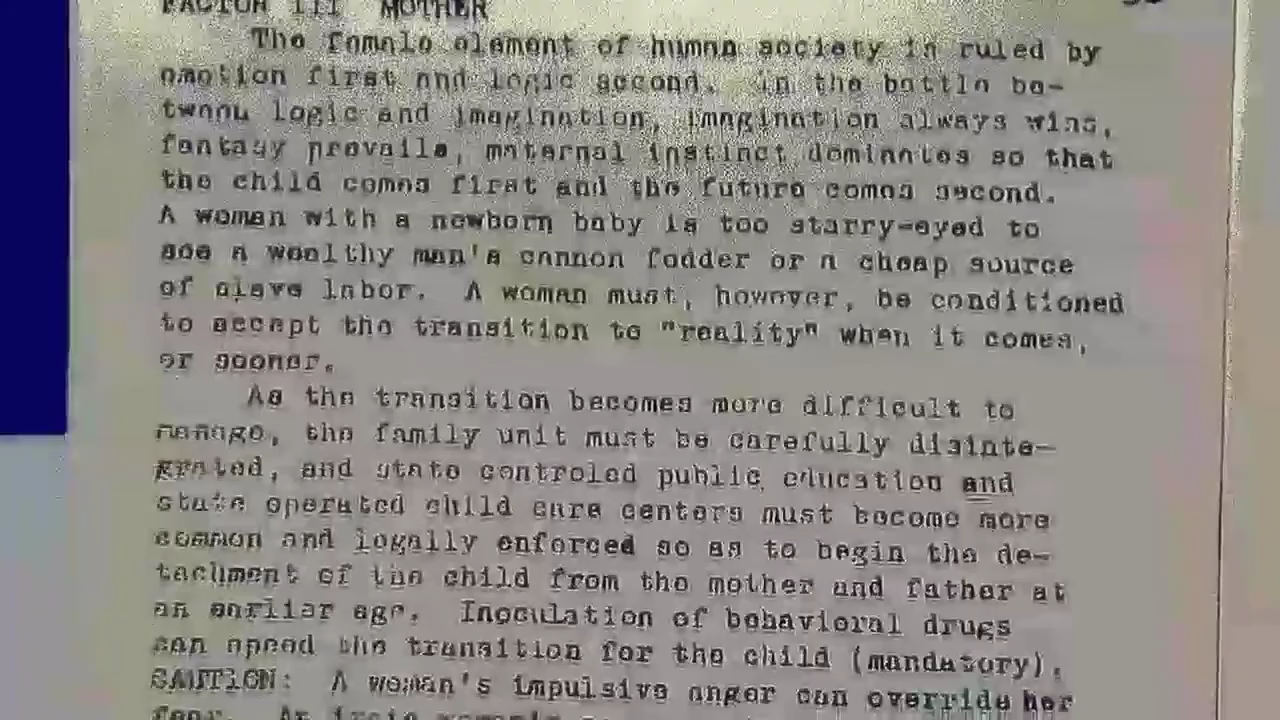 FACTOR III MOTHER
The female element of human society is ruled by
emotion first and logic second. In the battle be-
tween logic and imagination, imagination always wins,
fantasy prevails, maternal instinct dominates so that
the child comes first and the future comes second.
A woman with a newborn baby is too starry-eyed to
see a wealthy man's cannon fodder or a cheap source
of slave labor. A woman must, however, be conditioned
to accept the transition to "reality" when it comes,
or sooner.
As the transition becomes more difficult to
manage, the family unit must be carefully disinte-
grated, and state controled public education and
state operated child care centers must become more
common and legally enforced so as to begin the de-
tachment of the child from the mother and father at
an earlier age. Inoculation of behavioral drugs
can speed the transition for the child (mandatory).
CAUTION: A woman's impulsive anger can override her
fear. An irate